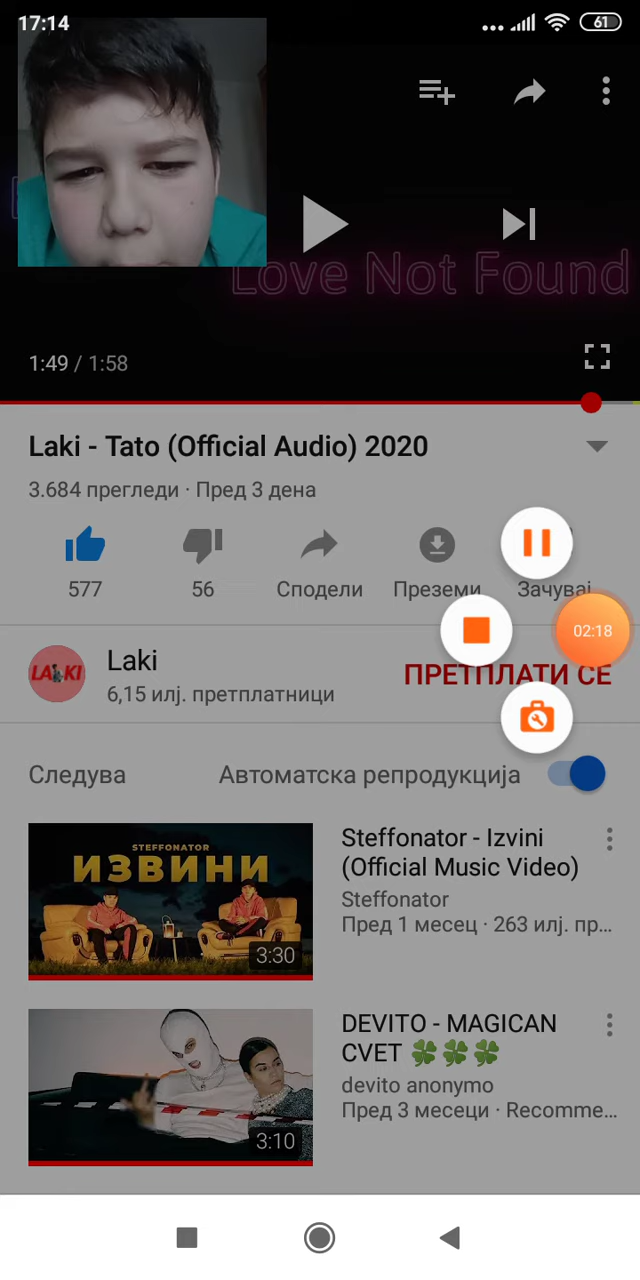 17:14
61
Love Not Found
1:49 / 1:58
Laki - Tato (Official Audio) 2020
3.684 прегледи · Пред 3 дена
577
56
Сподели
Преземи
Зачувај
02:18
LAKI
Laki
6,15 илј. претплатници
ПРЕТПЛАТИ СЕ
Следува
Автоматска репродукција
STEFFONATOR
ИЗВИНИ
3:30
Steffonator - Izvini
(Official Music Video)
Steffonator
Пред 1 месец · 263 илј. пр...
3:10
DEVITO - MAGICAN
CVET 🍀🍀🍀
devito anonymo
Пред 3 месеци · Recomme...